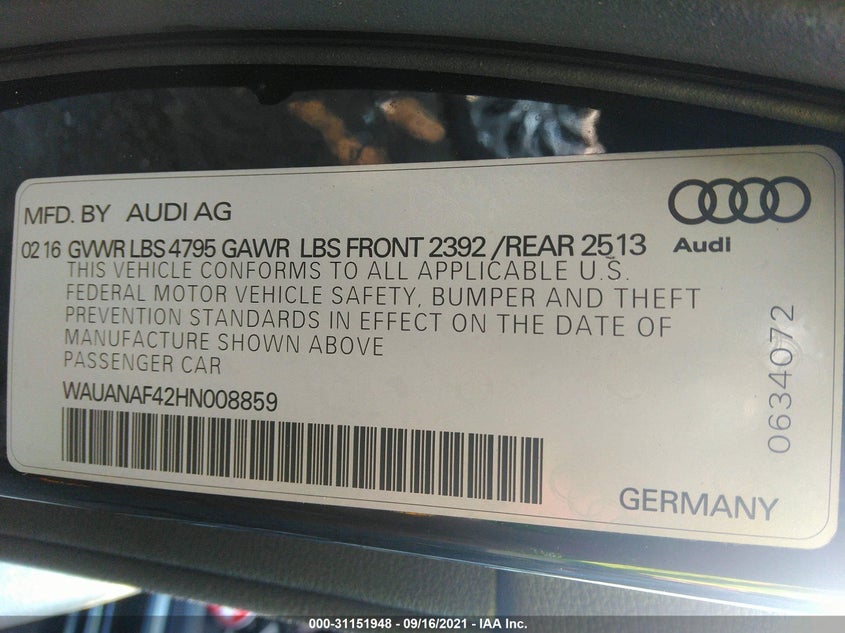 MFD. BY AUDI AG
02 16 GVWR LBS 4795 GAWR LBS FRONT 2392 /REAR 2513
THIS VEHICLE CONFORMS TO ALL APPLICABLE U.S.
FEDERAL MOTOR VEHICLE SAFETY, BUMPER AND THEFT
PREVENTION STANDARDS IN EFFECT ON THE DATE OF
MANUFACTURE SHOWN ABOVE
PASSENGER CAR
WAUANAF42HN008859
Audi
0634072
GERMANY
000-31151948 - 09/16/2021 - IAA Inc.